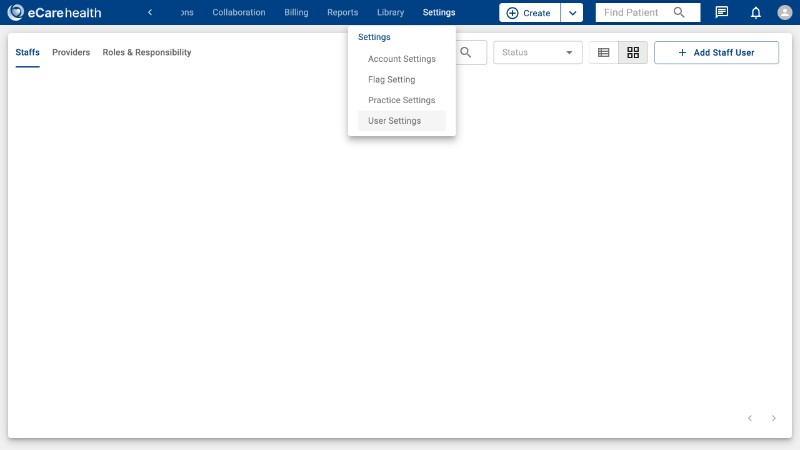 eCarehealth
ons Collaboration Billing Reports Library Settings Create Find Patient
Settings
Account Settings
Flag Setting
Practice Settings
User Settings
Staffs Providers Roles & Responsibility
Status
Add Staff User